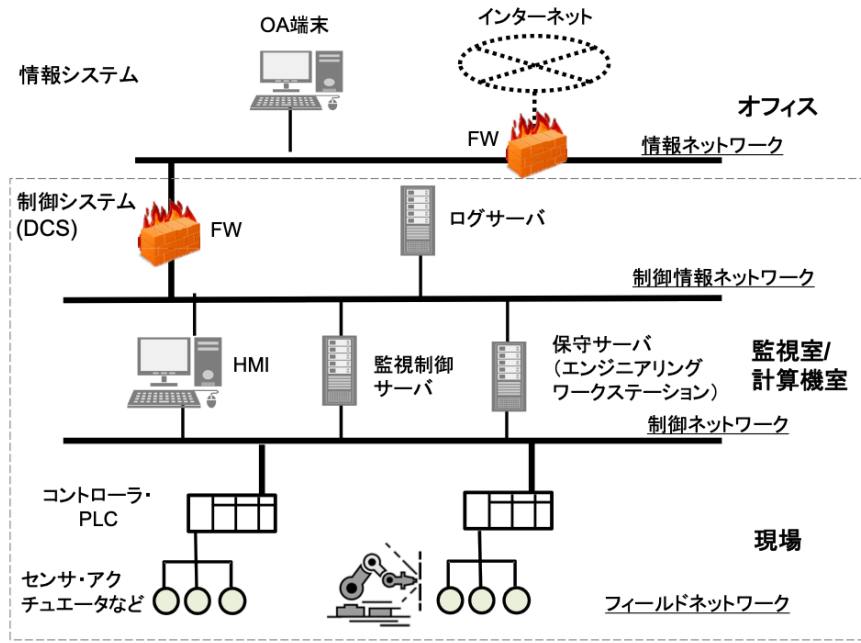 OA端末
インターネット
情報システム
オフィス
FW
情報ネットワーク
制御システム
(DCS)
FW
ログサーバ
制御情報ネットワーク
HMI
監視制御
サーバ
保守サーバ
(エンジニアリング
ワークステーション)
監視室/
計算機室
制御ネットワーク
コントローラ・
PLC
現場
センサ・アク
チュエータなど
フィールドネットワーク